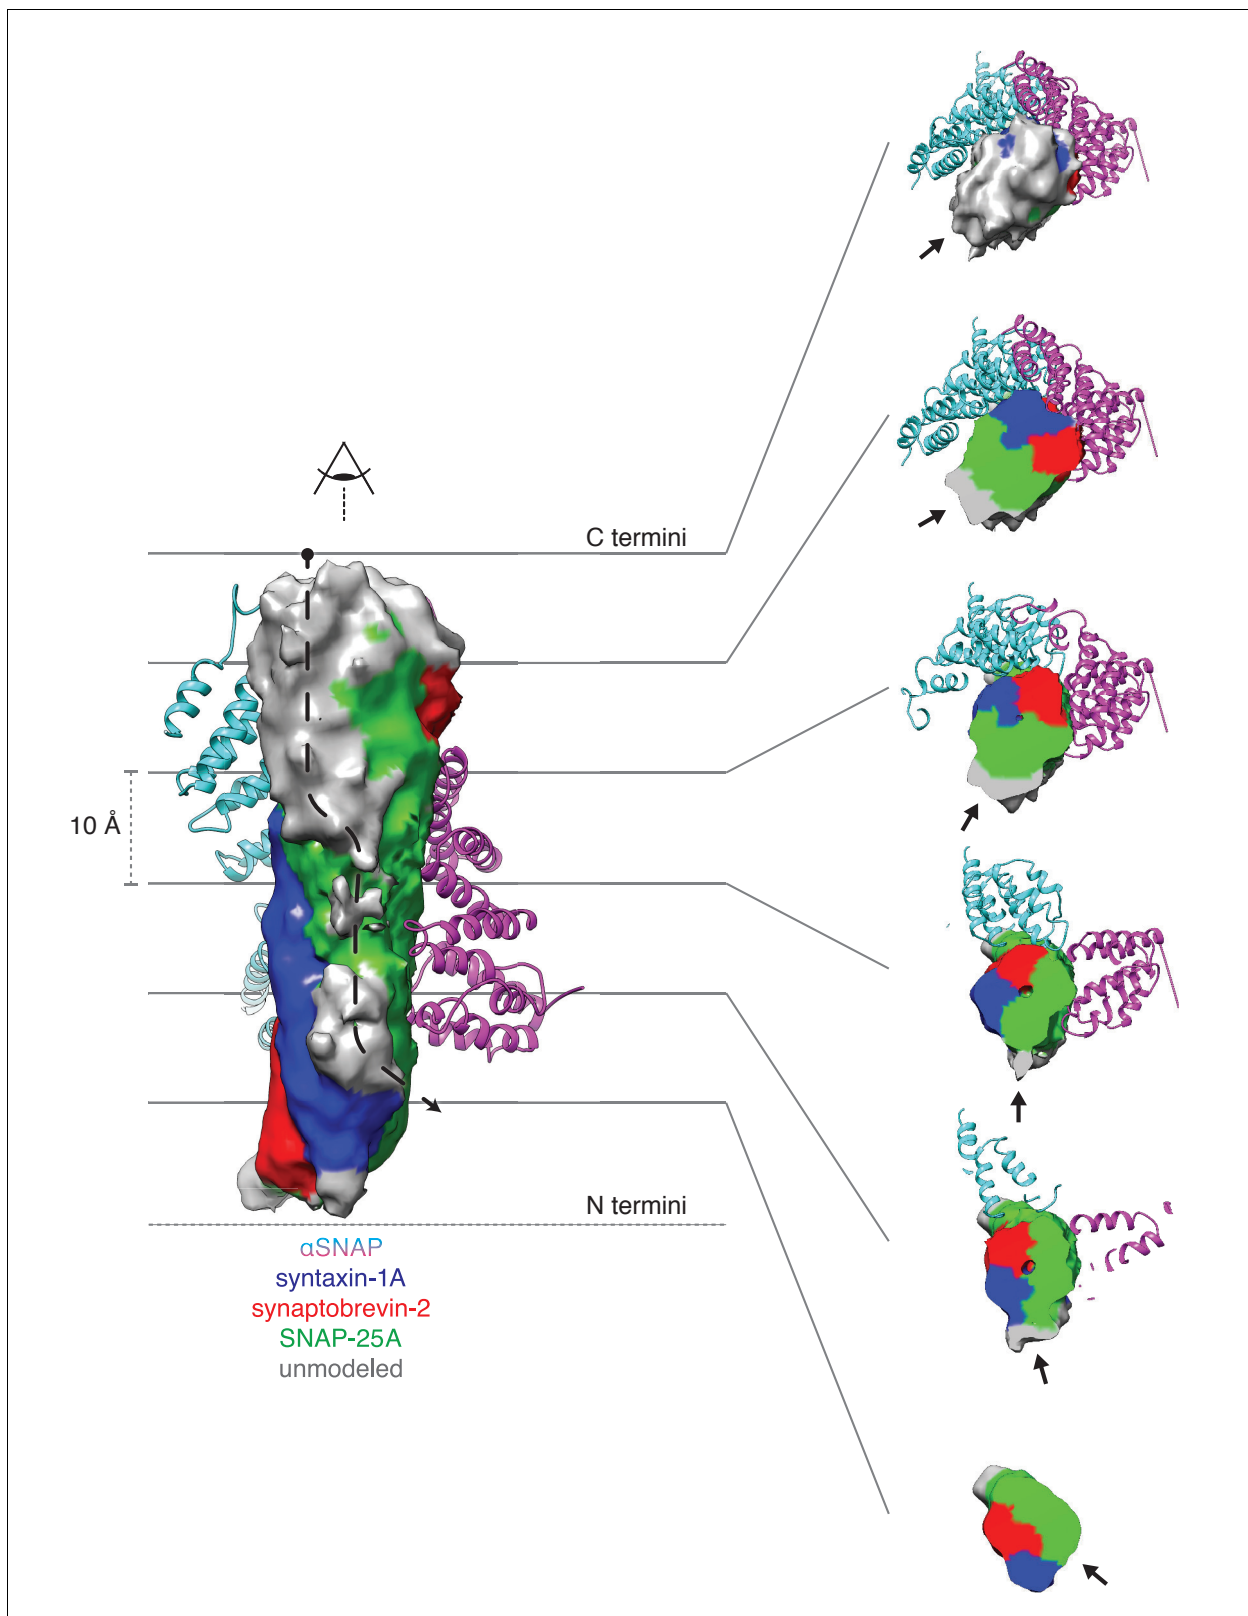 C termini
10 Å
N termini
αSNAP
syntaxin-1A
synaptobrevin-2
SNAP-25A
unmodeled